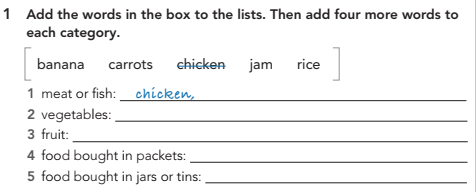 1 Add the words in the box to the lists. Then add four more words to
each category.
banana carrots chicken jam rice
1 meat or fish: chicken,
2 vegetables:
3 fruit:
4 food bought in packets:
5 food bought in jars or tins: